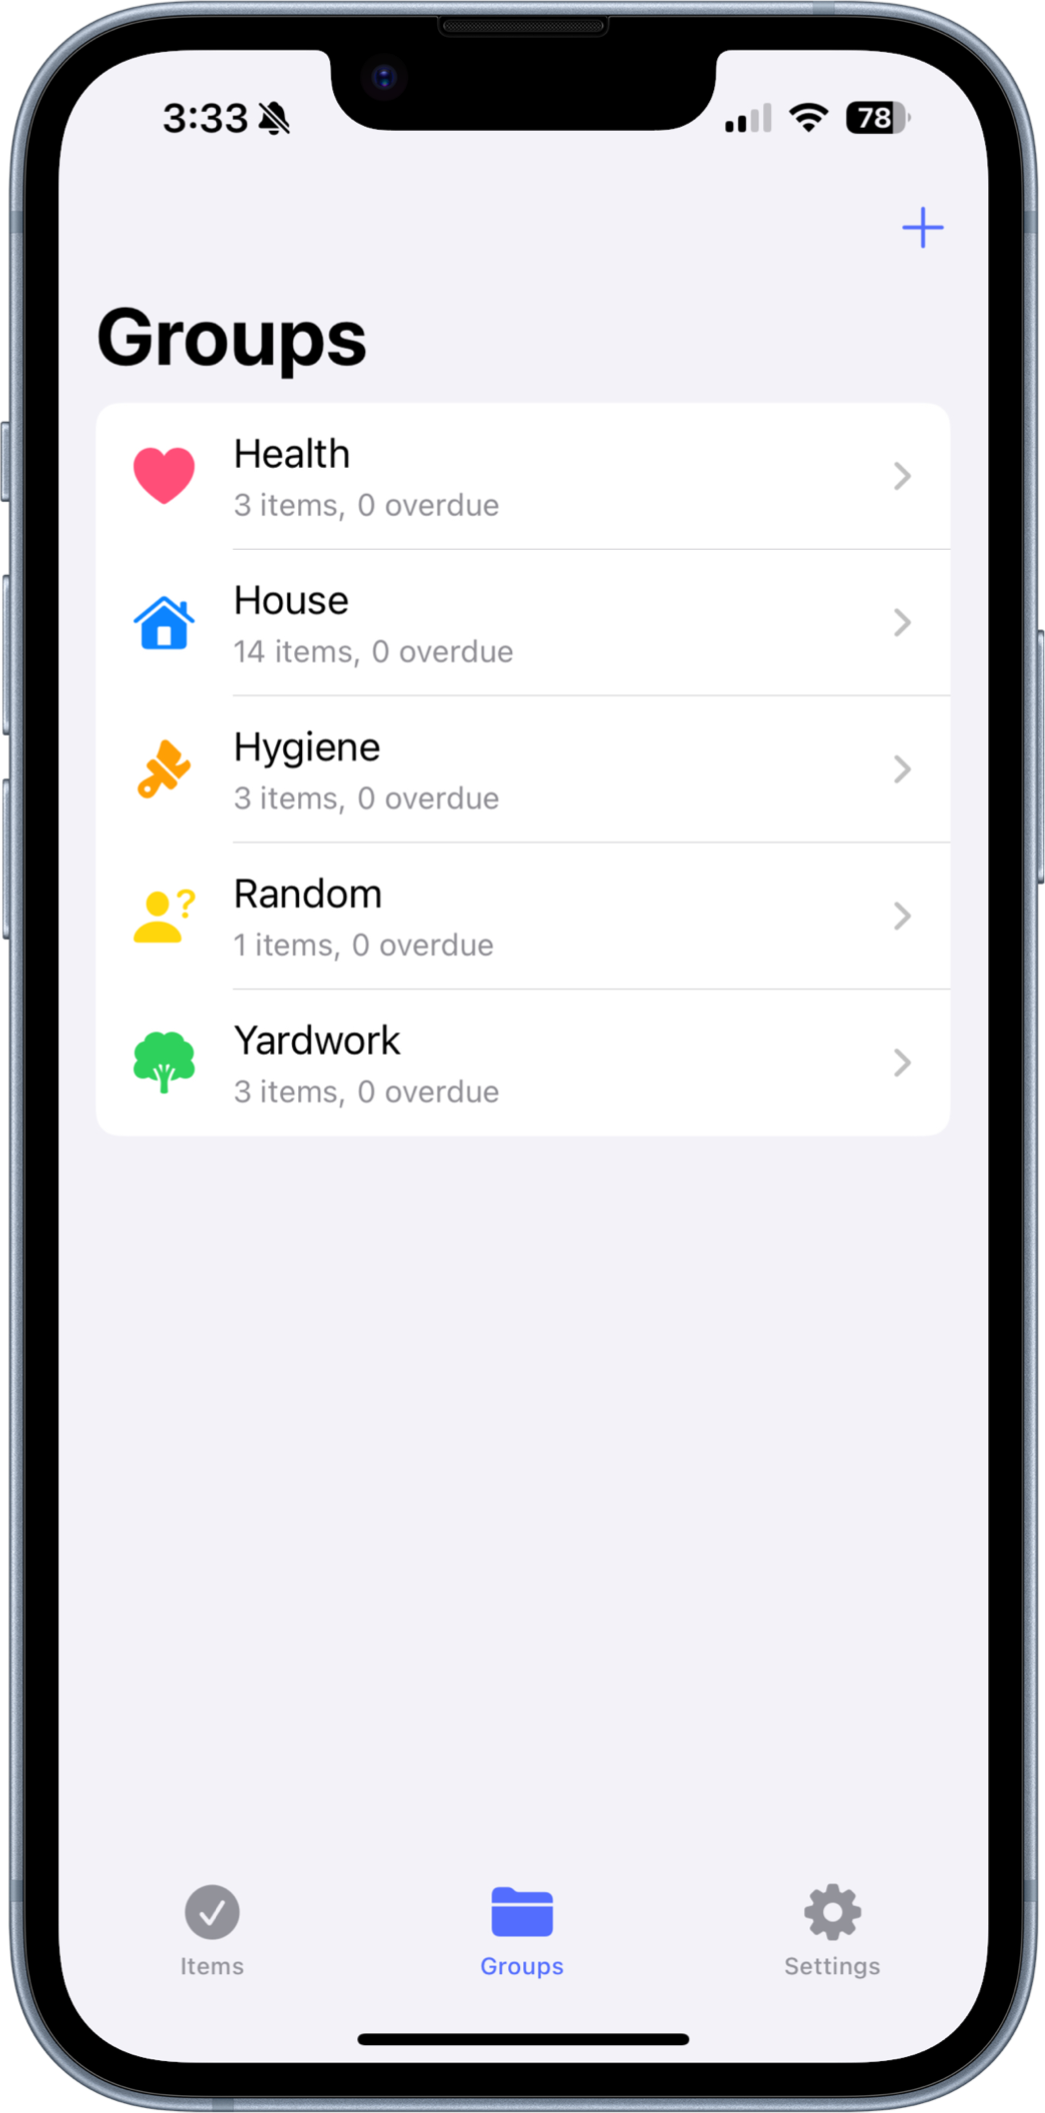 3:33
78
Groups
Health
3 items, 0 overdue
House
14 items, 0 overdue
Hygiene
3 items, 0 overdue
Random
1 items, 0 overdue
Yardwork
3 items, 0 overdue
Items
Groups
Settings